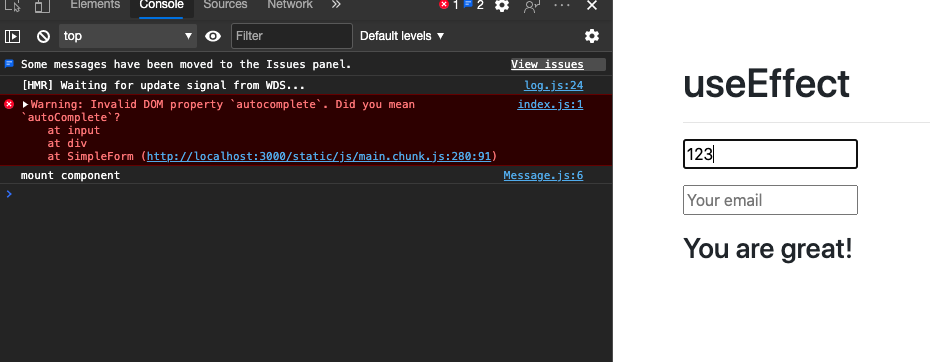 Elements Console Sources Network » 1 2
top Filter Default levels
Some messages have been moved to the Issues panel. View issues
[HMR] Waiting for update signal from WDS... log.js:24
Warning: Invalid DOM property `autocomplete`. Did you mean index.js:1
`autoComplete`?
at input
at div
at SimpleForm (http://localhost:3000/static/js/main.chunk.js:280:91)
mount component Message.js:6
useEffect
123
Your email
You are great!